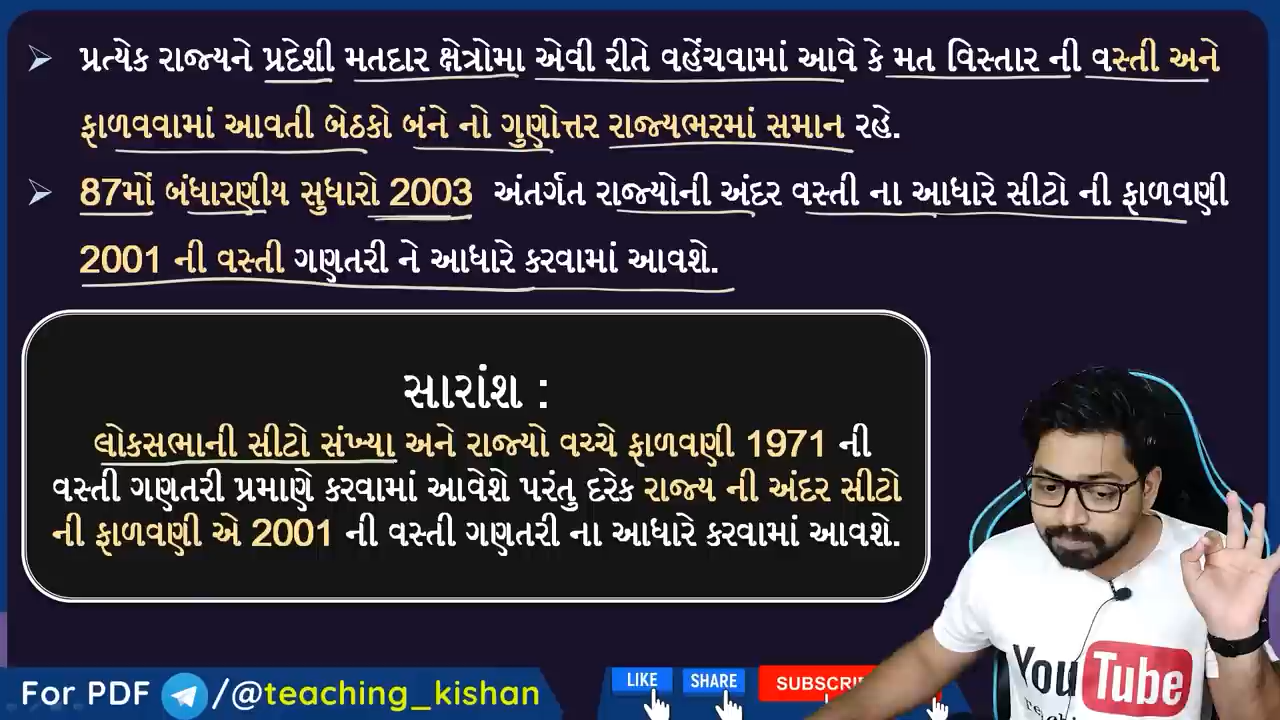 ➢ પ્રત્યેક રાજ્યને પ્રદેશી મતદાર ક્ષેત્રોમા એવી રીતે વહેંચવામાં આવે કે મત વિસ્તાર ની વસ્તી અને
ફાળવવામાં આવતી બેઠકો બંને નો ગુણોત્તર રાજ્યભરમાં સમાન રહે.
➢ 87મોં બંધારણીય સુધારો 2003 અંતર્ગત રાજ્યોની અંદર વસ્તી ના આધારે સીટો ની ફાળવણી
2001 ની વસ્તી ગણતરી ને આધારે કરવામાં આવશે.
સારાંશ :
લોકસભાની સીટો સંખ્યા અને રાજ્યો વચ્ચે ફાળવણી 1971 ની
વસ્તી ગણતરી પ્રમાણે કરવામાં આવેશે પરંતુ દરેક રાજ્ય ની અંદર સીટો
ની ફાળવણી એ 2001 ની વસ્તી ગણતરી ના આધારે કરવામાં આવશે.
You Tube
For PDF /@teaching_kishan
LIKE SHARE